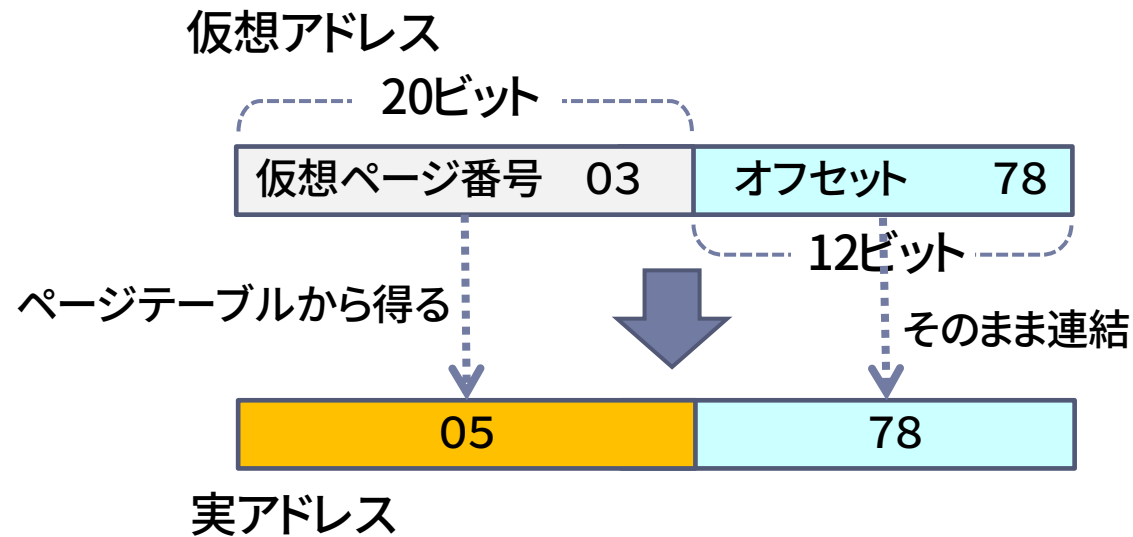 仮想アドレス
20ビット
仮想ページ番号 03 オフセット 78
12ビット
ページテーブルから得る
そのまま連結
05 78
実アドレス